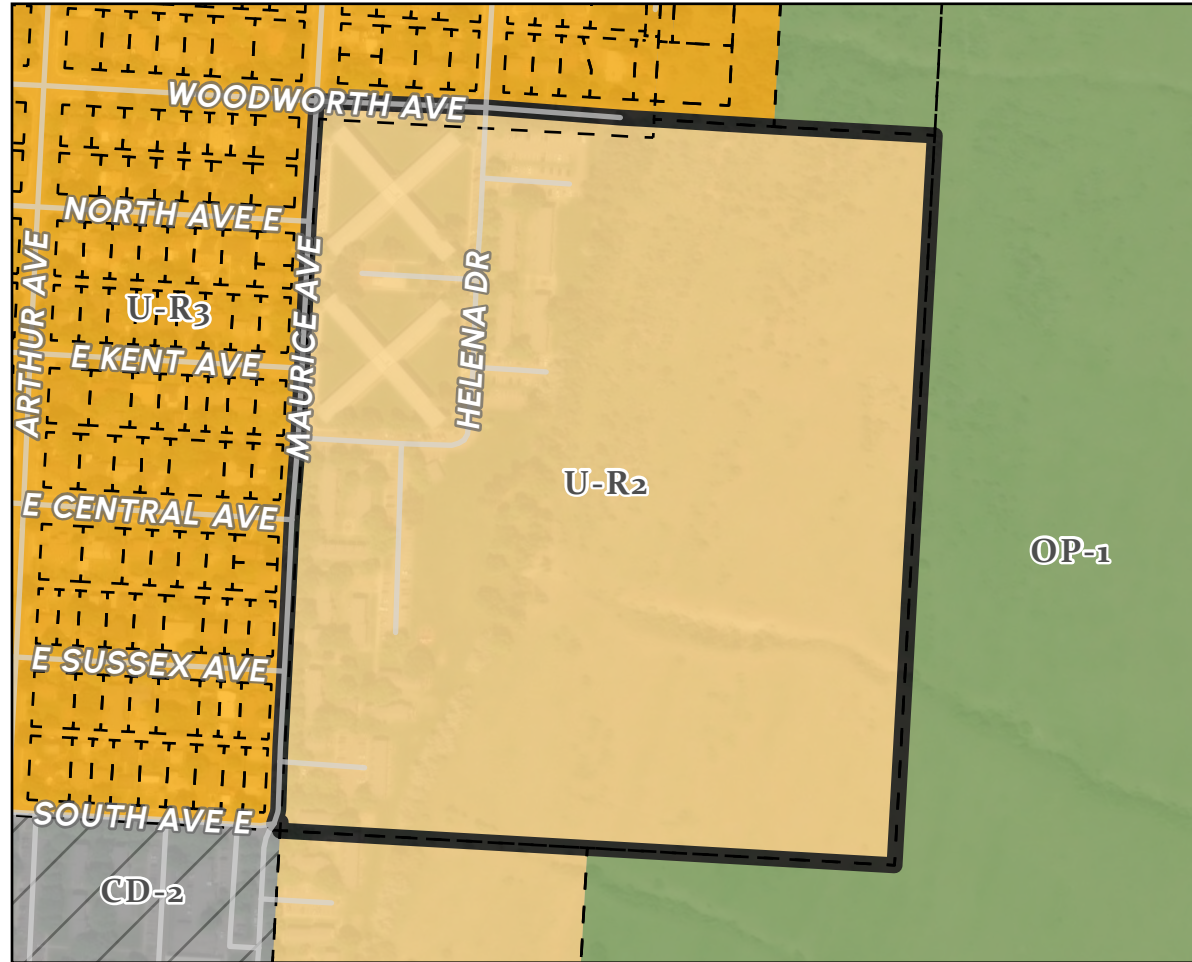 WOODWORTH AVE
NORTH AVE E
ARTHUR AVE
MAURICE AVE
HELENA DR
U-R3
E KENT AVE
U-R2
E CENTRAL AVE
OP-1
E SUSSEX AVE
SOUTH AVE E
CD-2